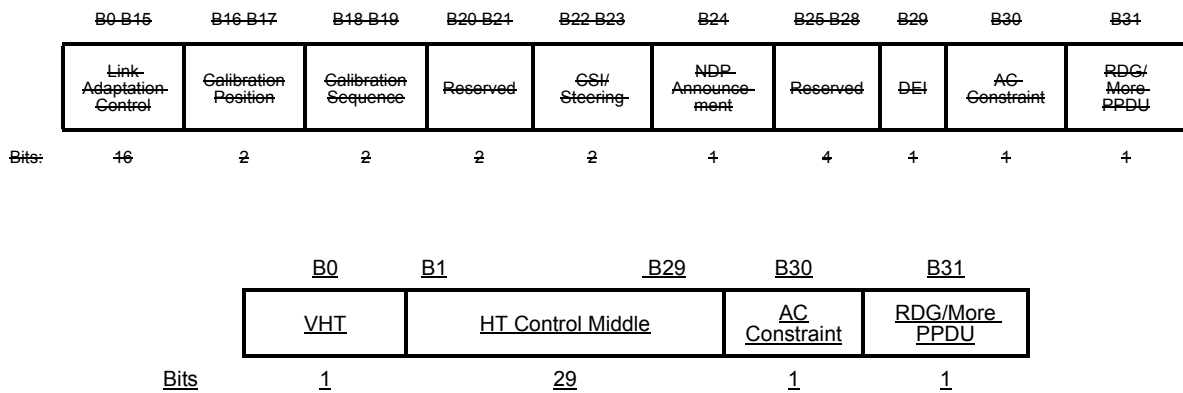 B0 B15 B16 B17 B18 B19 B20 B21 B22 B23 B24 B25 B28 B29 B30 B31
Link
Adaptation
Control
Calibration
Position
Calibration
Sequence
Reserved
CSI/
Steering
NDP
Announce-
ment
Reserved
DEI
AC
Constraint
RDG/
More
PPDU
Bits: 16 2 2 2 2 1 4 1 1 1
B0 B1 B29 B30 B31
VHT
HT Control Middle
AC
Constraint
RDG/More
PPDU
Bits 1 29 1 1